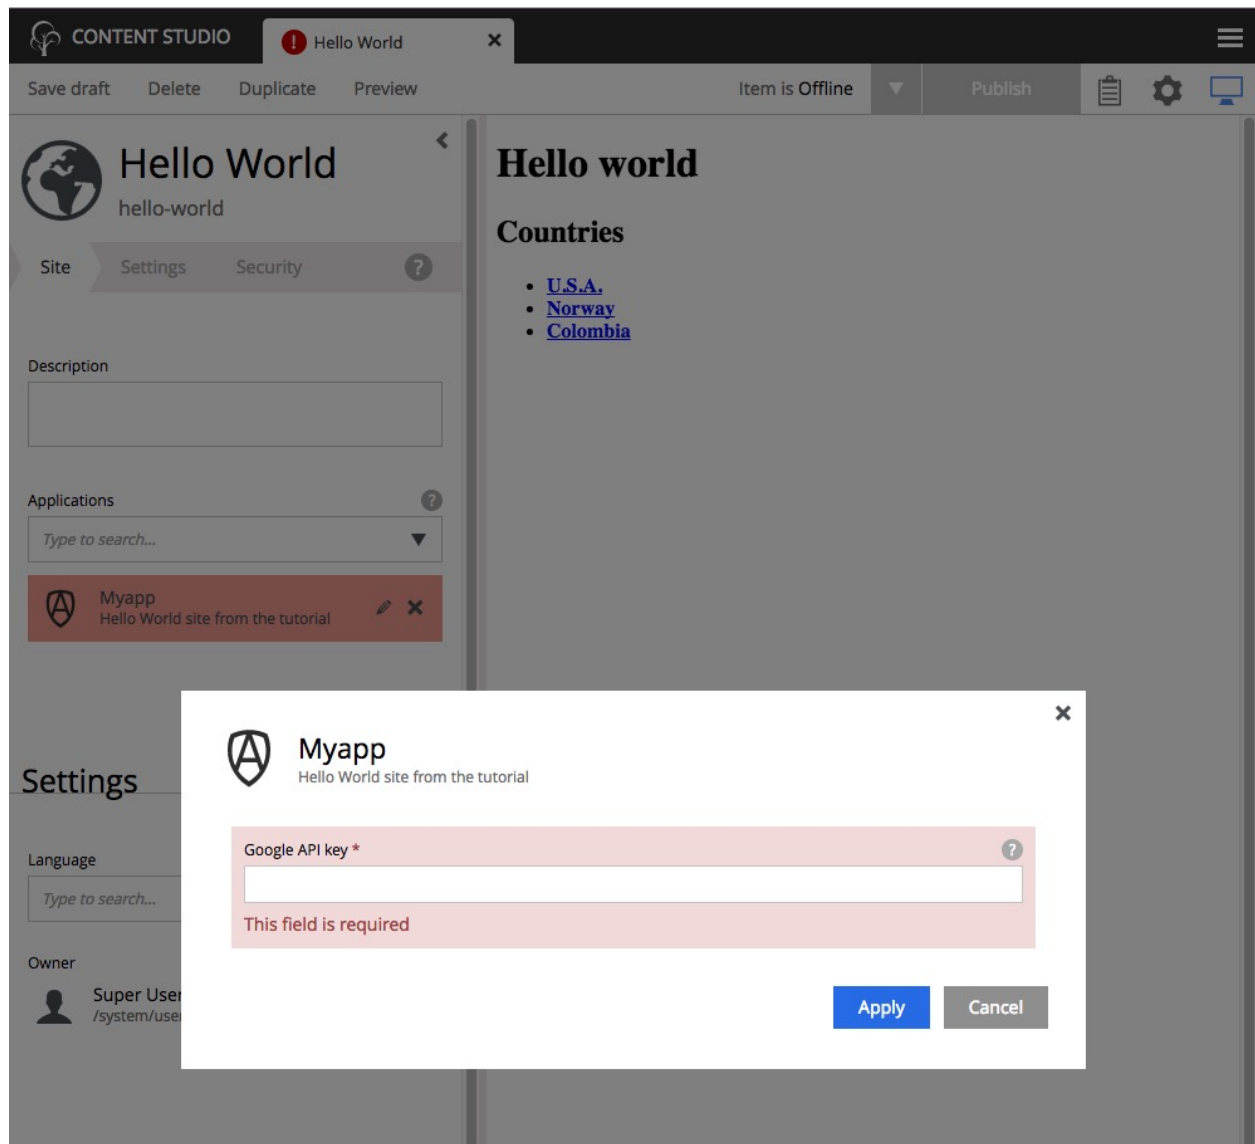 CONTENT STUDIO
Hello World
Save draft Delete Duplicate Preview Item is Offline Publish
Hello World
hello-world
Site Settings Security ?
Description
Applications ?
Type to search...
Myapp
Hello World site from the tutorial
Settings
Language
Type to search...
Owner
Super User
/system/use
Hello world
Countries
U.S.A.
Norway
Colombia
Myapp
Hello World site from the tutorial
Google API key * ?
This field is required
Apply Cancel